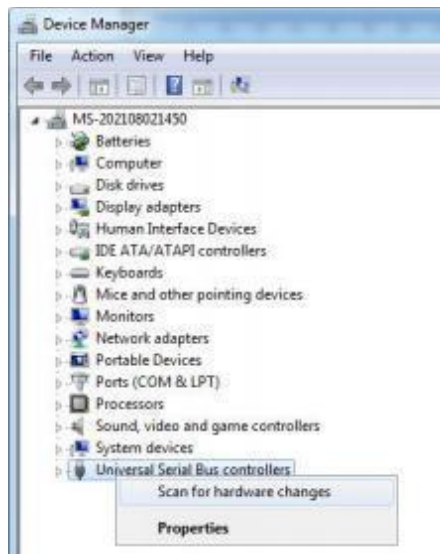 Device Manager
File Action View Help
MS-202108021450
Batteries
Computer
Disk drives
Display adapters
Human Interface Devices
IDE ATA/ATAPI controllers
Keyboards
Mice and other pointing devices
Monitors
Network adapters
Portable Devices
Ports (COM & LPT)
Processors
Sound, video and game controllers
System devices
Universal Serial Bus controllers
Scan for hardware changes
Properties